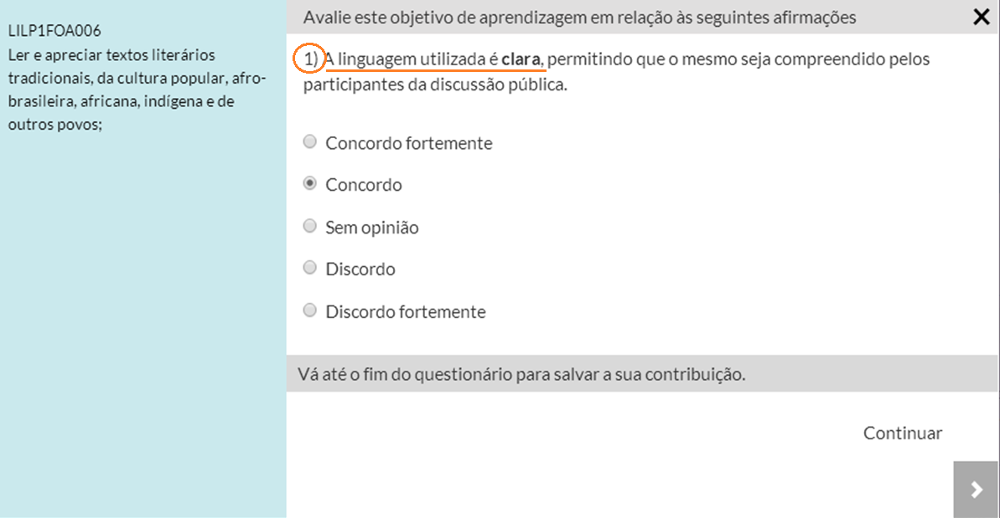 LILP1FOA006
Ler e apreciar textos literários
tradicionais, da cultura popular, afro-
brasileira, africana, indígena e de
outros povos;
Avalie este objetivo de aprendizagem em relação às seguintes afirmações
1) A linguagem utilizada é clara, permitindo que o mesmo seja compreendido pelos
participantes da discussão pública.
Concordo fortemente
Concordo
Sem opinião
Discordo
Discordo fortemente
Vá até o fim do questionário para salvar a sua contribuição.
Continuar